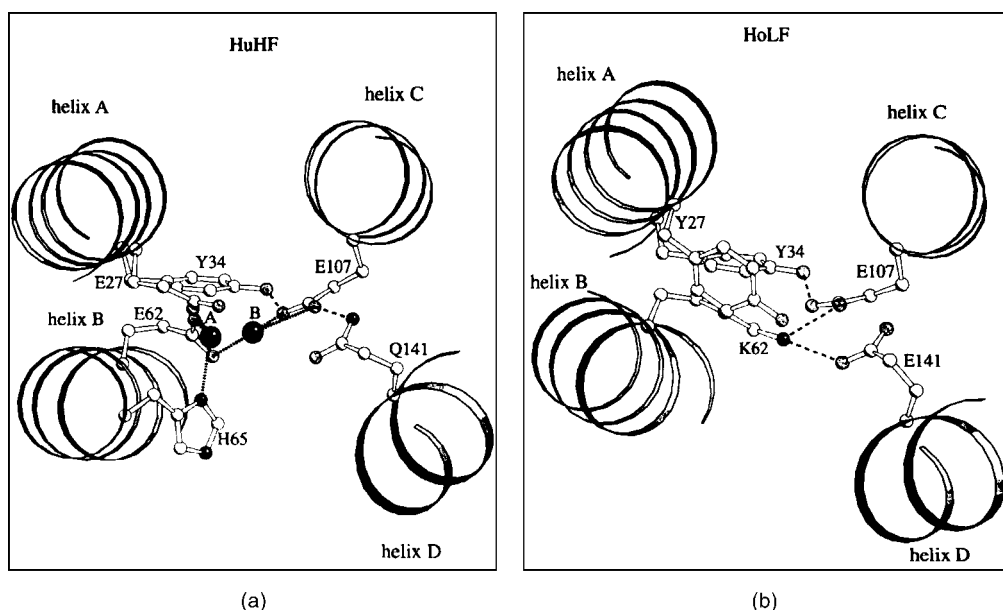 HuHF
helix A
helix C
Y34
E27
E107
helix B
E62
A
B
Q141
H65
helix D
(a)
HoLF
helix A
helix C
Y27
Y34
E107
helix B
K62
E141
helix D
(b)